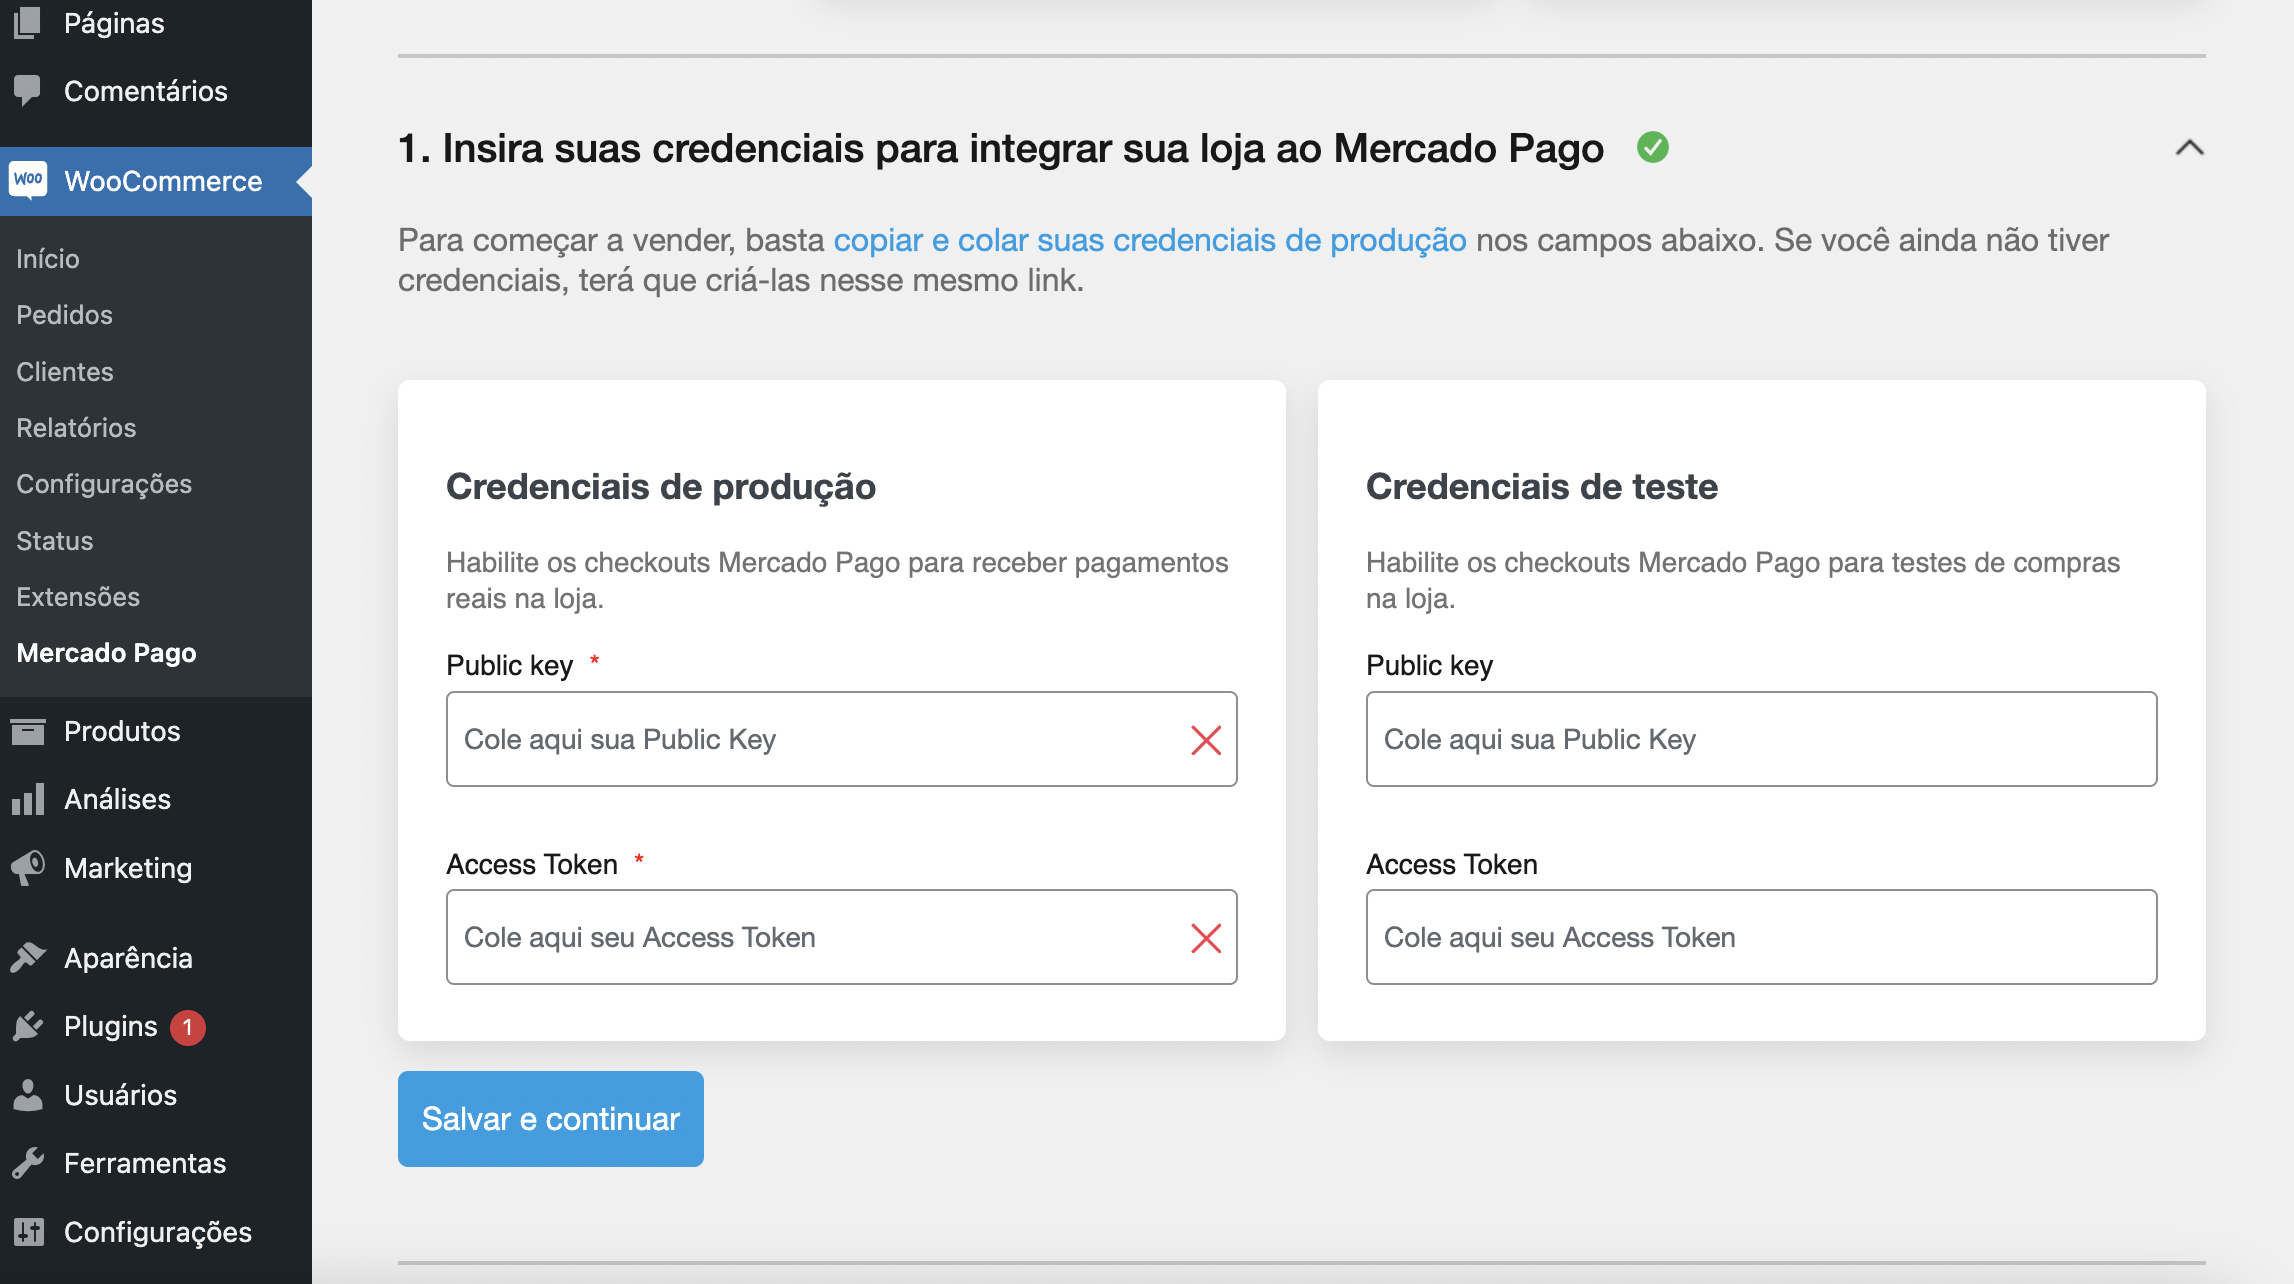 Páginas
Comentários
Woo WooCommerce
Início
Pedidos
Clientes
Relatórios
Configurações
Status
Extensões
Mercado Pago
Produtos
Análises
Marketing
Aparência
Plugins 1
Usuários
Ferramentas
Configurações
1. Insira suas credenciais para integrar sua loja ao Mercado Pago
Para começar a vender, basta copiar e colar suas credenciais de produção nos campos abaixo. Se você ainda não tiver
credenciais, terá que criá-las nesse mesmo link.
Credenciais de produção
Habilite os checkouts Mercado Pago para receber pagamentos
reais na loja.
Public key *
Cole aqui sua Public Key
Access Token *
Cole aqui seu Access Token
Credenciais de teste
Habilite os checkouts Mercado Pago para testes de compras
na loja.
Public key
Cole aqui sua Public Key
Access Token
Cole aqui seu Access Token
Salvar e continuar